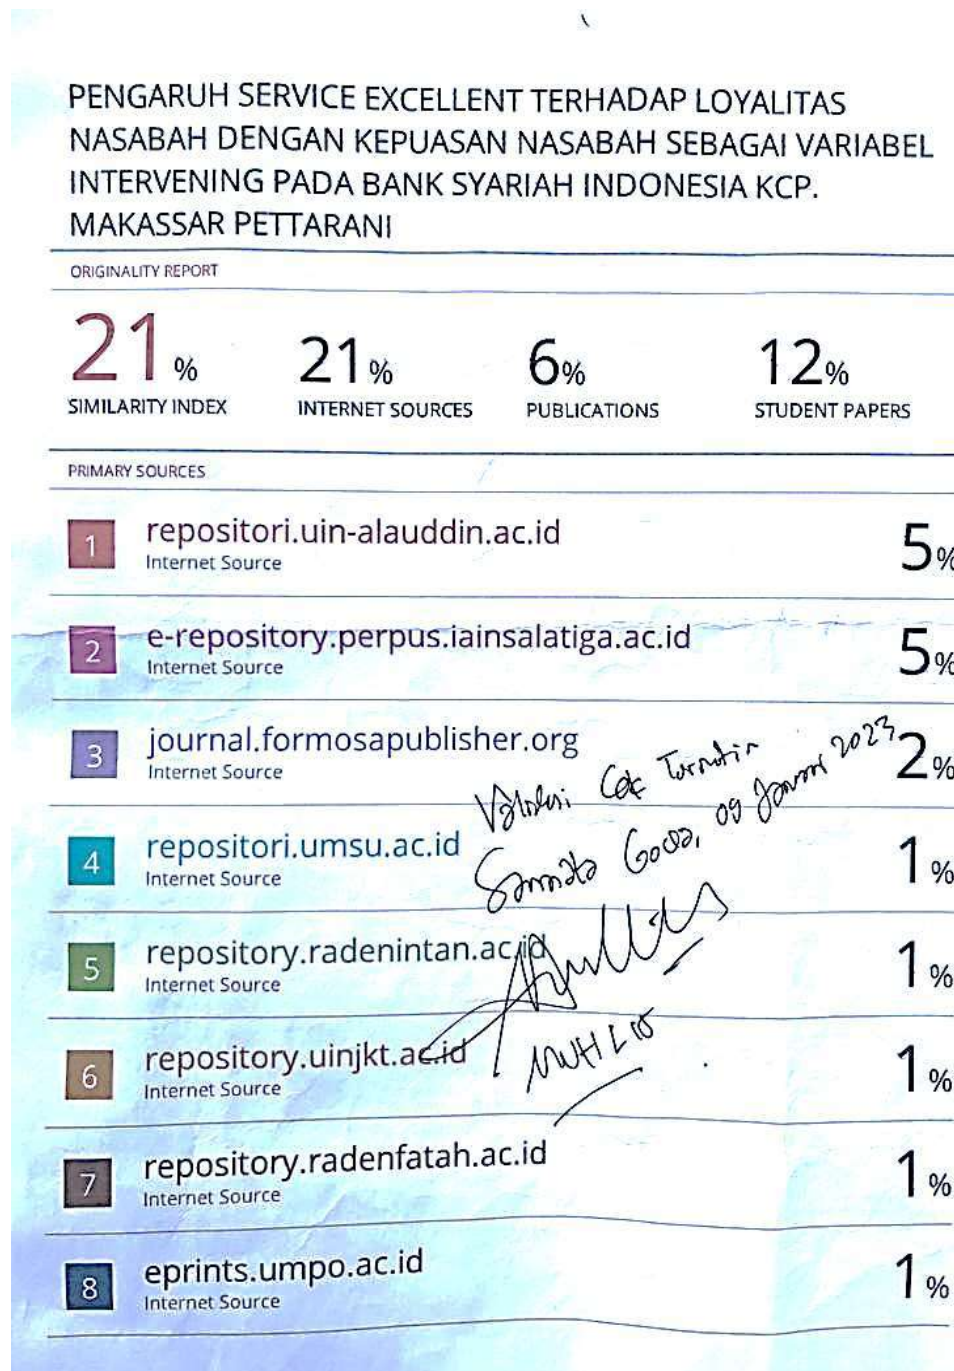 PENGARUH SERVICE EXCELLENT TERHADAP LOYALITAS
NASABAH DENGAN KEPUASAN NASABAH SEBAGAI VARIABEL
INTERVENING PADA BANK SYARIAH INDONESIA KCP.
MAKASSAR PETTARANI
ORIGINALITY REPORT
21% 21% 6% 12%
SIMILARITY INDEX INTERNET SOURCES PUBLICATIONS STUDENT PAPERS
PRIMARY SOURCES
1 repositori.uin-alauddin.ac.id 5%
Internet Source
2 e-repository.perpus.iainsalatiga.ac.id 5%
Internet Source
3 journal.formosapublisher.org 2%
Internet Source
Validasi Cek Turnitin
Samata Gowa, 09 Januari 2023
4 repositori.umsu.ac.id 1%
Internet Source
5 repository.radenintan.ac.id 1%
Internet Source
6 repository.uinjkt.ac.id 1%
Internet Source
7 repository.radenfatah.ac.id 1%
Internet Source
8 eprints.umpo.ac.id 1%
Internet Source